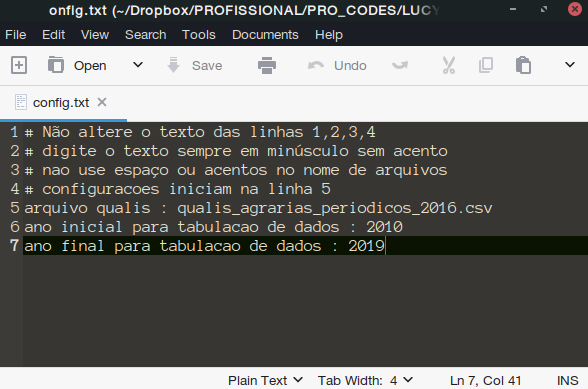 onfig.txt (~/Dropbox/PROFISSIONAL/PRO_CODES/LUCY
File Edit View Search Tools Documents Help
Open Save Undo
config.txt
1 # Não altere o texto das linhas 1,2,3,4
2 # digite o texto sempre em minúsculo sem acento
3 # nao use espaço ou acentos no nome de arquivos
4 # configuracoes iniciam na linha 5
5 arquivo qualis : qualis_agrarias_periodicos_2016.csv
6 ano inicial para tabulacao de dados : 2010
7 ano final para tabulacao de dados : 2019
Plain Text Tab Width: 4 Ln 7, Col 41 INS